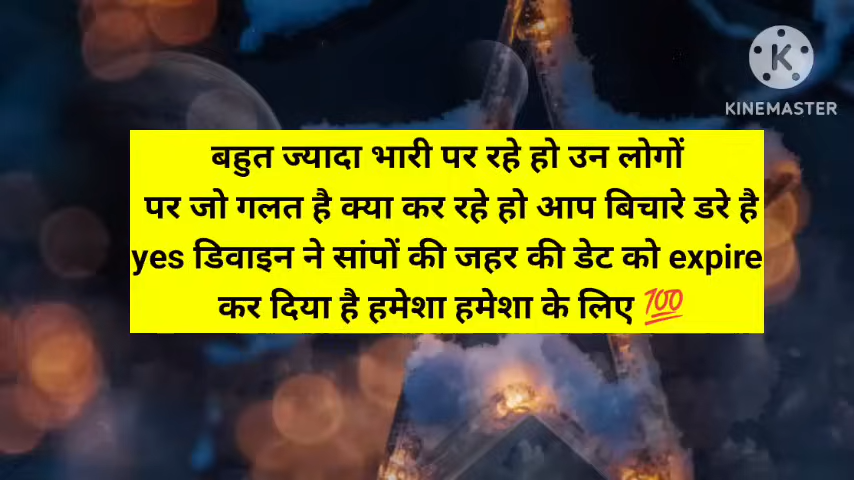 KINEMASTER
बहुत ज्यादा भारी पर रहे हो उन लोगों
पर जो गलत है क्या कर रहे हो आप बिचारे डरे है
yes डिवाइन ने सांपों की जहर की डेट को expire
कर दिया है हमेशा हमेशा के लिए 💯